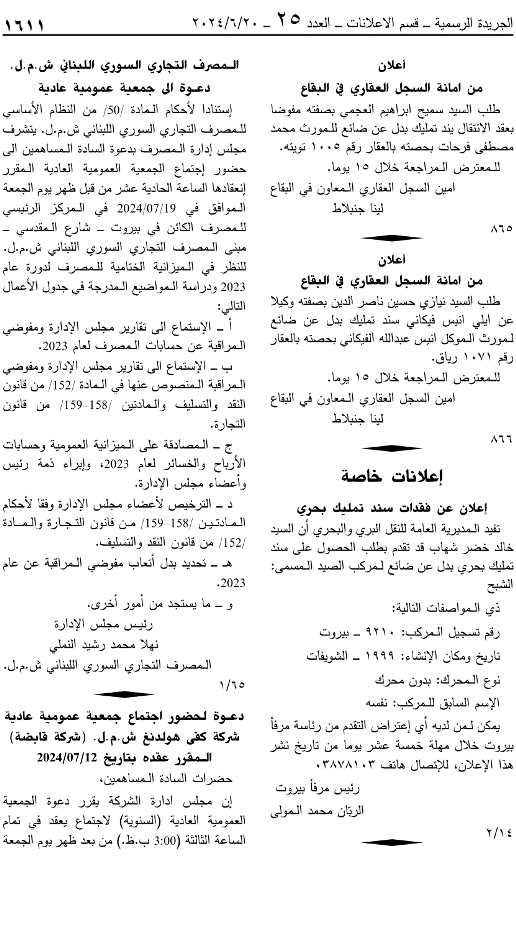 الجريدة الرسمية – قسم الاعلانات – العدد ٢٥ – ٢٠٢٤/٦/٢٠
١٦١١
أعلان
من امانة السجل العقاري في البقاع
طلب السيد سميح ابراهيم العجمي بصفته مفوضا
بعقد الانتقال يند تمليك بدل عن ضائع للمورث محمد
مصطفى فرحات بحصته بالعقار رقم ١٠٠٥ تويته.
للمعترض المراجعة خلال ١٥ يوما.
امين السجل العقاري المعاون في البقاع
لينا جنبلاط
٨٦٥
أعلان
من امانة السجل العقاري في البقاع
طلب السيد نيازي حسين ناصر الدين بصفته وكيلا
عن ايلي انيس فيكاني سند تمليك بدل عن ضائع
لمورث الموكل انيس عبدالله الفيكاني بحصته بالعقار
رقم ١٠٧١ رياق.
للمعترض المراجعة خلال ١٥ يوما.
امين السجل العقاري المعاون في البقاع
لينا جنبلاط
٨٦٦
إعلانات خاصة
إعلان عن فقدات سند تمليك بحري
تفيد المديرية العامة للنقل البري والبحري أن السيد
خالد خضر شهاب قد تقدم بطلب الحصول على سند
تمليك بحري بدل عن ضائع لمركب الصيد المسمى:
الشبح
ذي المواصفات التالية:
رقم تسجيل المركب: ٩٢١٠ – بيروت
تاريخ ومكان الإنشاء: ١٩٩٩ – الشويفات
نوع المحرك: بدون محرك
الإسم السابق للمركب: نفسه
يمكن لمن لديه أي إعتراض التقدم من رئاسة مرفأ
بيروت خلال مهلة خمسة عشر يوما من تاريخ نشر
هذا الإعلان، للإتصال هاتف ٠٣٨٧٨١٠٣
رئيس مرفأ بيروت
الربّان محمد المولى
٢/١٤
المصرف التجاري السوري اللبناني ش.م.ل.
دعوة الى جمعية عمومية عادية
إستنادا لأحكام المادة /50/ من النظام الأساسي
للمصرف التجاري السوري اللبناني ش.م.ل. يتشرف
مجلس إدارة المصرف بدعوة السادة المساهمين الى
حضور إجتماع الجمعية العمومية العادية المقرر
إنعقادها الساعة الحادية عشر من قبل ظهر يوم الجمعة
الموافق في 2024/07/19 في المركز الرئيسي
للمصرف الكائن في بيروت – شارع المقدسي –
مبنى المصرف التجاري السوري اللبناني ش.م.ل.
للنظر في الميزانية الختامية للمصرف لدورة عام
2023 ودراسة المواضيع المدرجة في جدول الأعمال
التالي:
أ – الإستماع الى تقارير مجلس الإدارة ومفوضي
المراقبة عن حسابات المصرف لعام 2023.
ب – الإستماع الى تقارير مجلس الإدارة ومفوضي
المراقبة المنصوص عنها في المادة /152/ من قانون
النقد والتسليف والمادتين /158–159/ من قانون
التجارة.
ج – المصادقة على الميزانية العمومية وحسابات
الأرباح والخسائر لعام 2023، وإبراء ذمة رئيس
وأعضاء مجلس الإدارة.
د – الترخيص لأعضاء مجلس الإدارة وفقا لأحكام
المادتين /158–159/ من قانون التجارة والمادة
/152/ من قانون النقد والتسليف.
هـ – تحديد بدل أتعاب مفوضي المراقبة عن عام
2023.
و – ما يستجد من أمور أخرى.
رئيس مجلس الإدارة
نهلا محمد رشيد النملي
المصرف التجاري السوري اللبناني ش.م.ل.
١/٦٥
دعوة لحضور اجتماع جمعية عمومية عادية
شركة كفى هولدنغ ش.م.ل. (شركة قابضة)
المقرر عقده بتاريخ 2024/07/12
حضرات السادة المساهمين،
إن مجلس ادارة الشركة يقرر دعوة الجمعية
العمومية العادية (السنوية) لاجتماع يعقد في تمام
الساعة الثالثة (3:00 ب.ظ.) من بعد ظهر يوم الجمعة